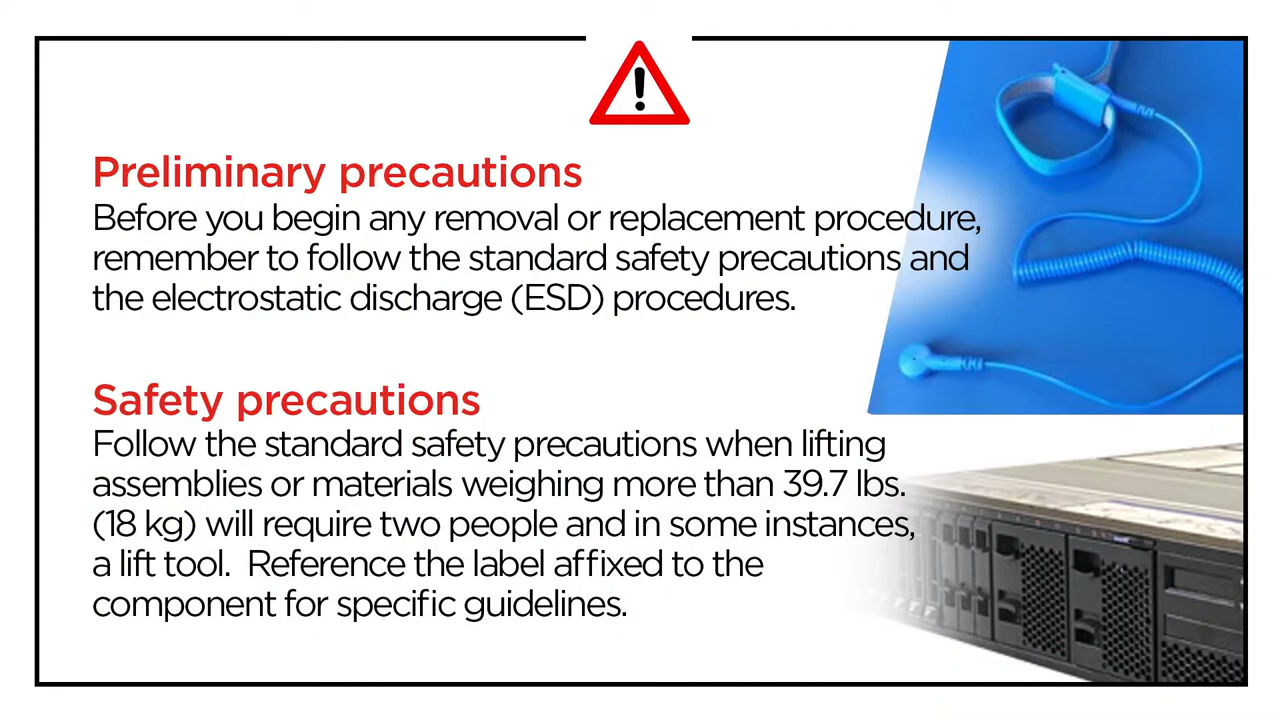 Preliminary precautions
Before you begin any removal or replacement procedure,
remember to follow the standard safety precautions and
the electrostatic discharge (ESD) procedures.
Safety precautions
Follow the standard safety precautions when lifting
assemblies or materials weighing more than 39.7 lbs.
(18 kg) will require two people and in some instances,
a lift tool.  Reference the label affixed to the
component for specific guidelines.